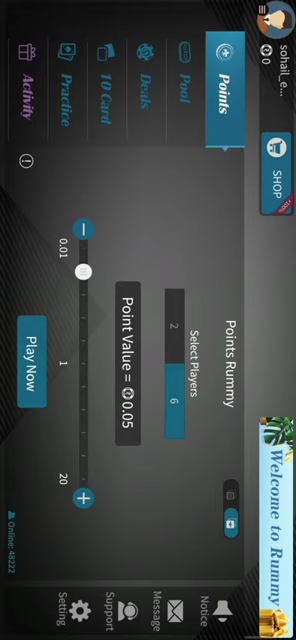 sohail_e...
0
SHOP
Welcome to Rummy
Points
Pool
Deals
10 Card
Practice
Activity
Points Rummy
Select Players
2
6
Point Value = 0.05
0.01
1
20
Play Now
Notice
Message
Support
Setting
Online: 48222